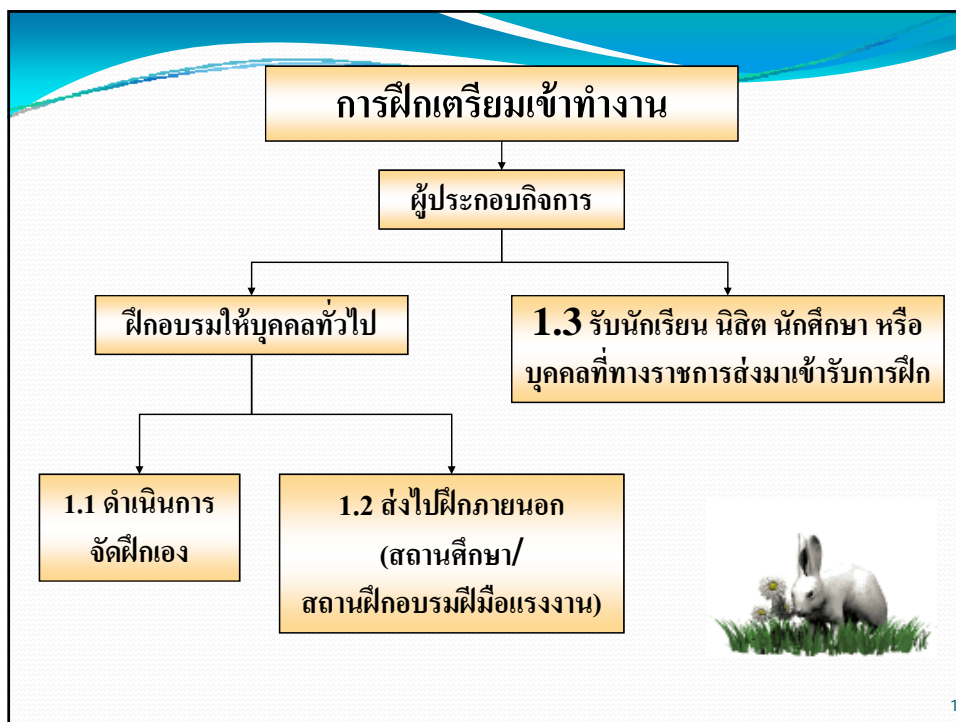 การฝึกเตรียมเข้าทำงาน
ผู้ประกอบกิจการ
ฝึกอบรมให้บุคคลทั่วไป
1.3 รับนักเรียน นิสิต นักศึกษา หรือ
บุคคลที่ทางราชการส่งมาเข้ารับการฝึก
1.1 ดำเนินการ
จัดฝึกเอง
1.2 ส่งไปฝึกภายนอก
(สถานศึกษา/
สถานฝึกอบรมฝีมือแรงงาน)
1